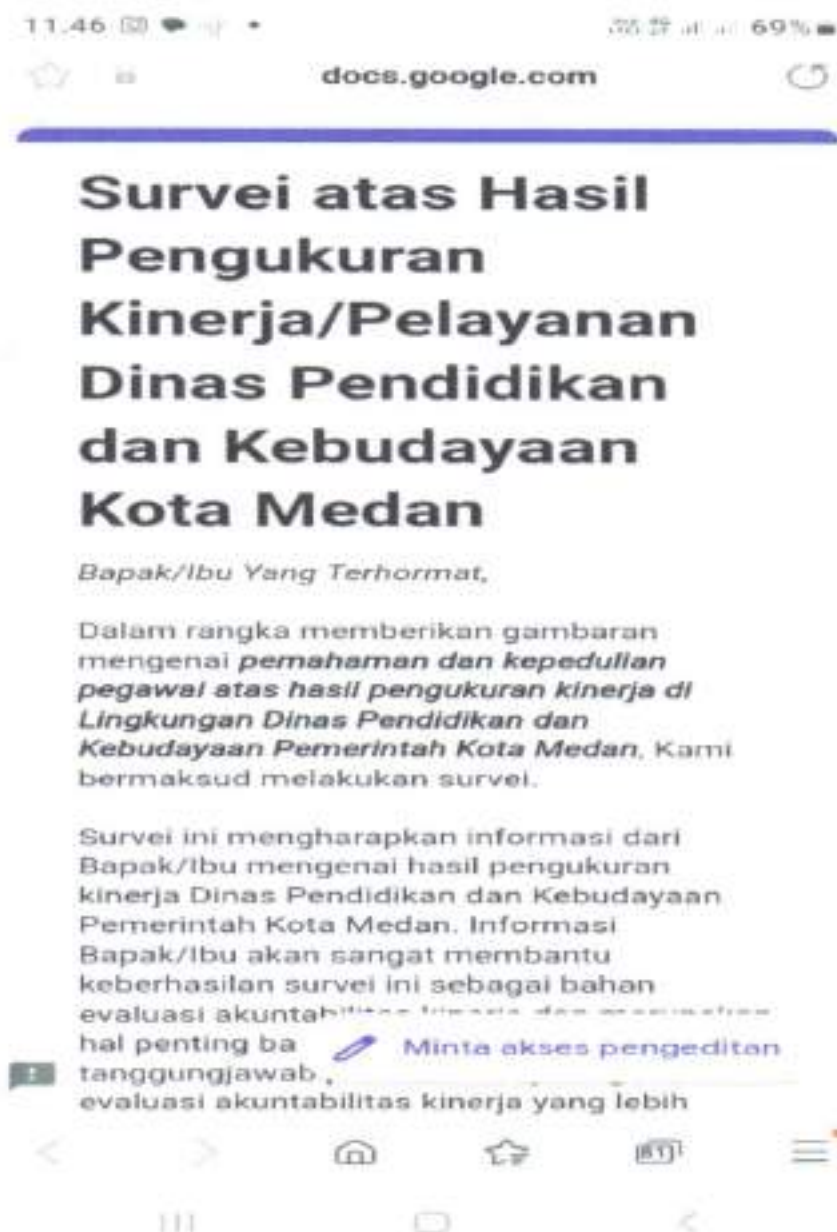 11.46
69%
docs.google.com
Survei atas Hasil
Pengukuran
Kinerja/Pelayanan
Dinas Pendidikan
dan Kebudayaan
Kota Medan
Bapak/Ibu Yang Terhormat,
Dalam rangka memberikan gambaran
mengenai pemahaman dan kepedulian
pegawai atas hasil pengukuran kinerja di
Lingkungan Dinas Pendidikan dan
Kebudayaan Pemerintah Kota Medan, Kami
bermaksud melakukan survei.
Survei ini mengharapkan informasi dari
Bapak/Ibu mengenai hasil pengukuran
kinerja Dinas Pendidikan dan Kebudayaan
Pemerintah Kota Medan. Informasi
Bapak/Ibu akan sangat membantu
keberhasilan survei ini sebagai bahan
evaluasi
hal penting ba
Minta akses pengeditan
tanggungjawab
evaluasi akuntabilitas kinerja yang lebih
81